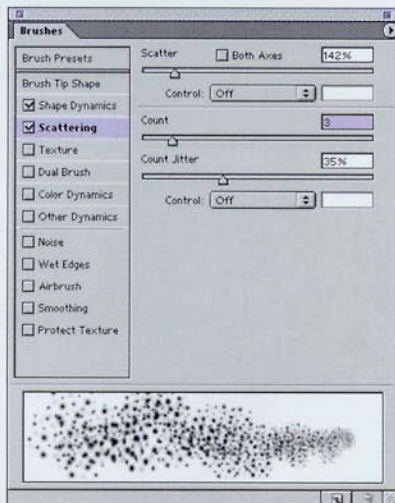 Brushes
Brush Presets
Brush Tip Shape
Shape Dynamics
Scattering
Texture
Dual Brush
Color Dynamics
Other Dynamics
Noise
Wet Edges
Airbrush
Smoothing
Protect Texture
Scatter Both Axes 142%
Control: Off
Count 3
Count Jitter 35%
Control: Off